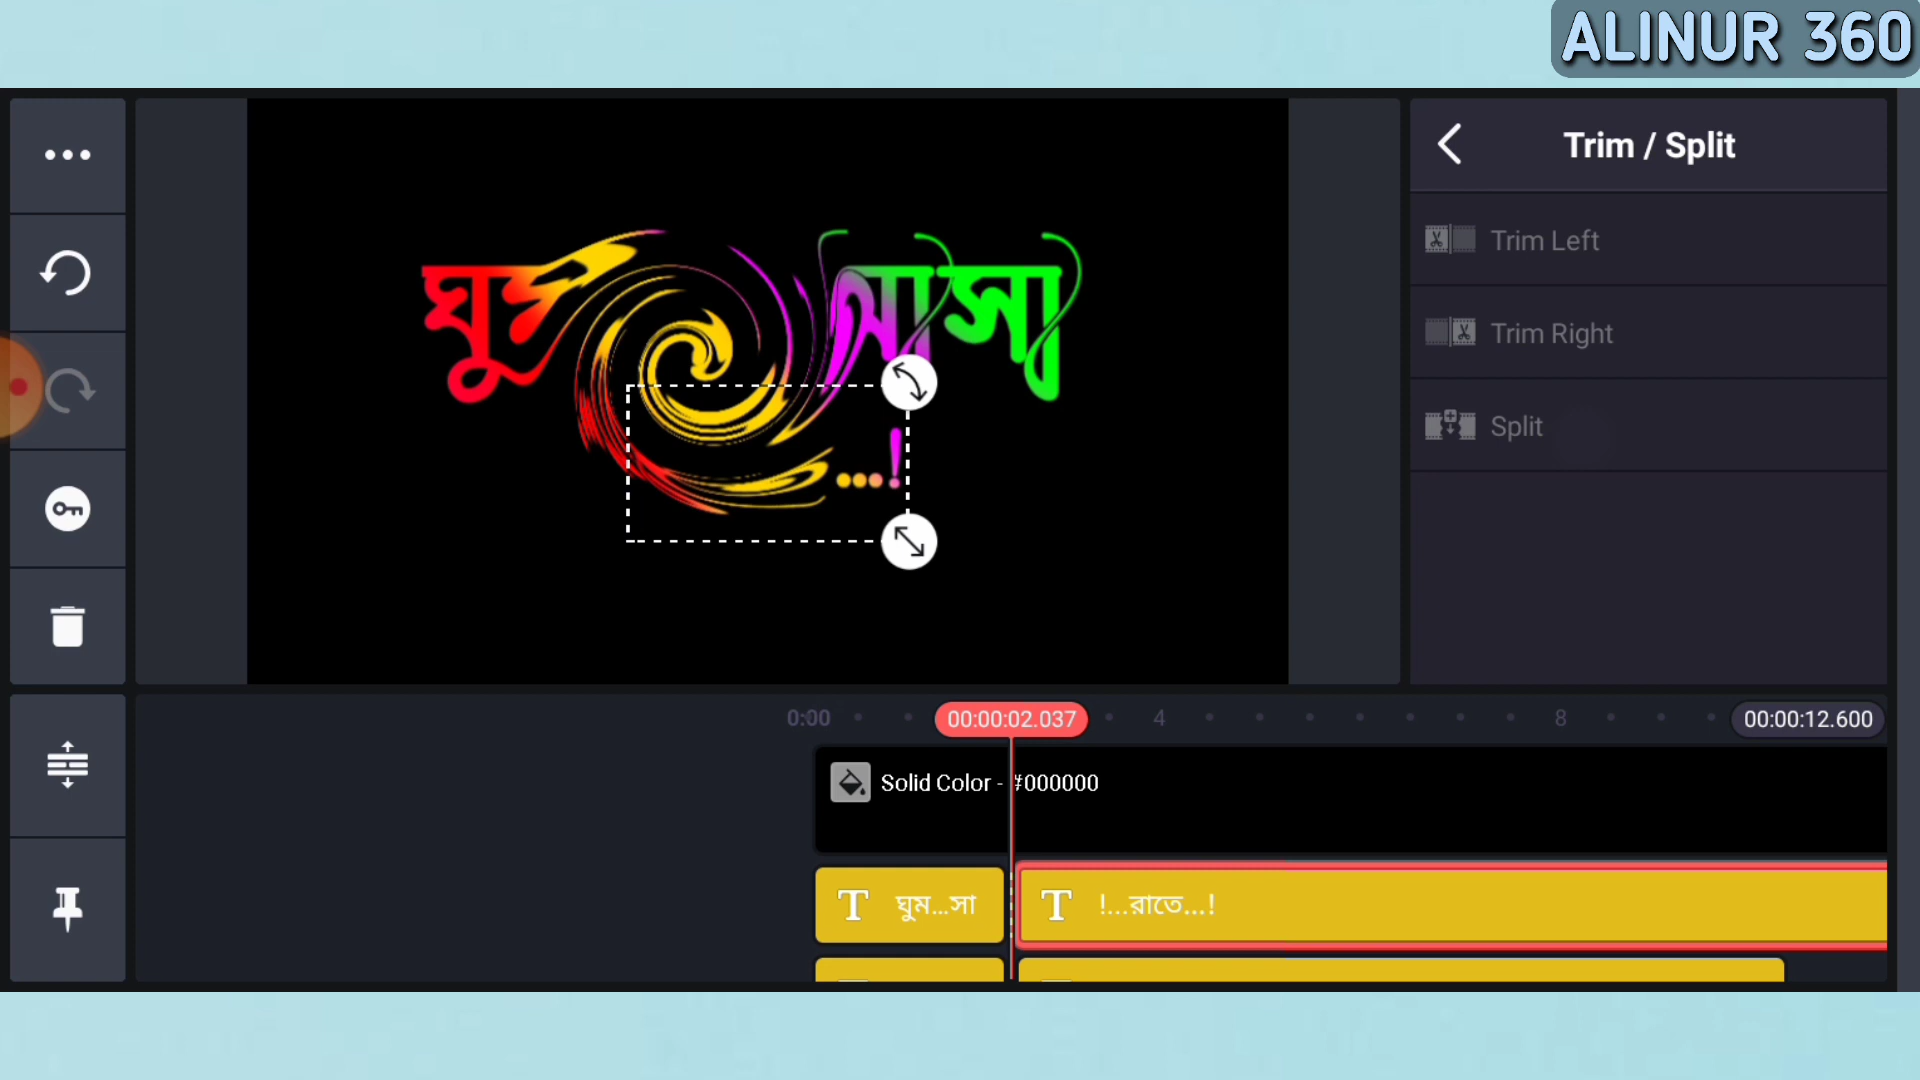 ALINUR 360
Trim / Split
Trim Left
Trim Right
Split
ঘুম আসা
...!
0:00
00:00:02.037
4
8
00:00:12.600
Solid Color - #000000
T ঘুম...সা
T !...রাতে...!